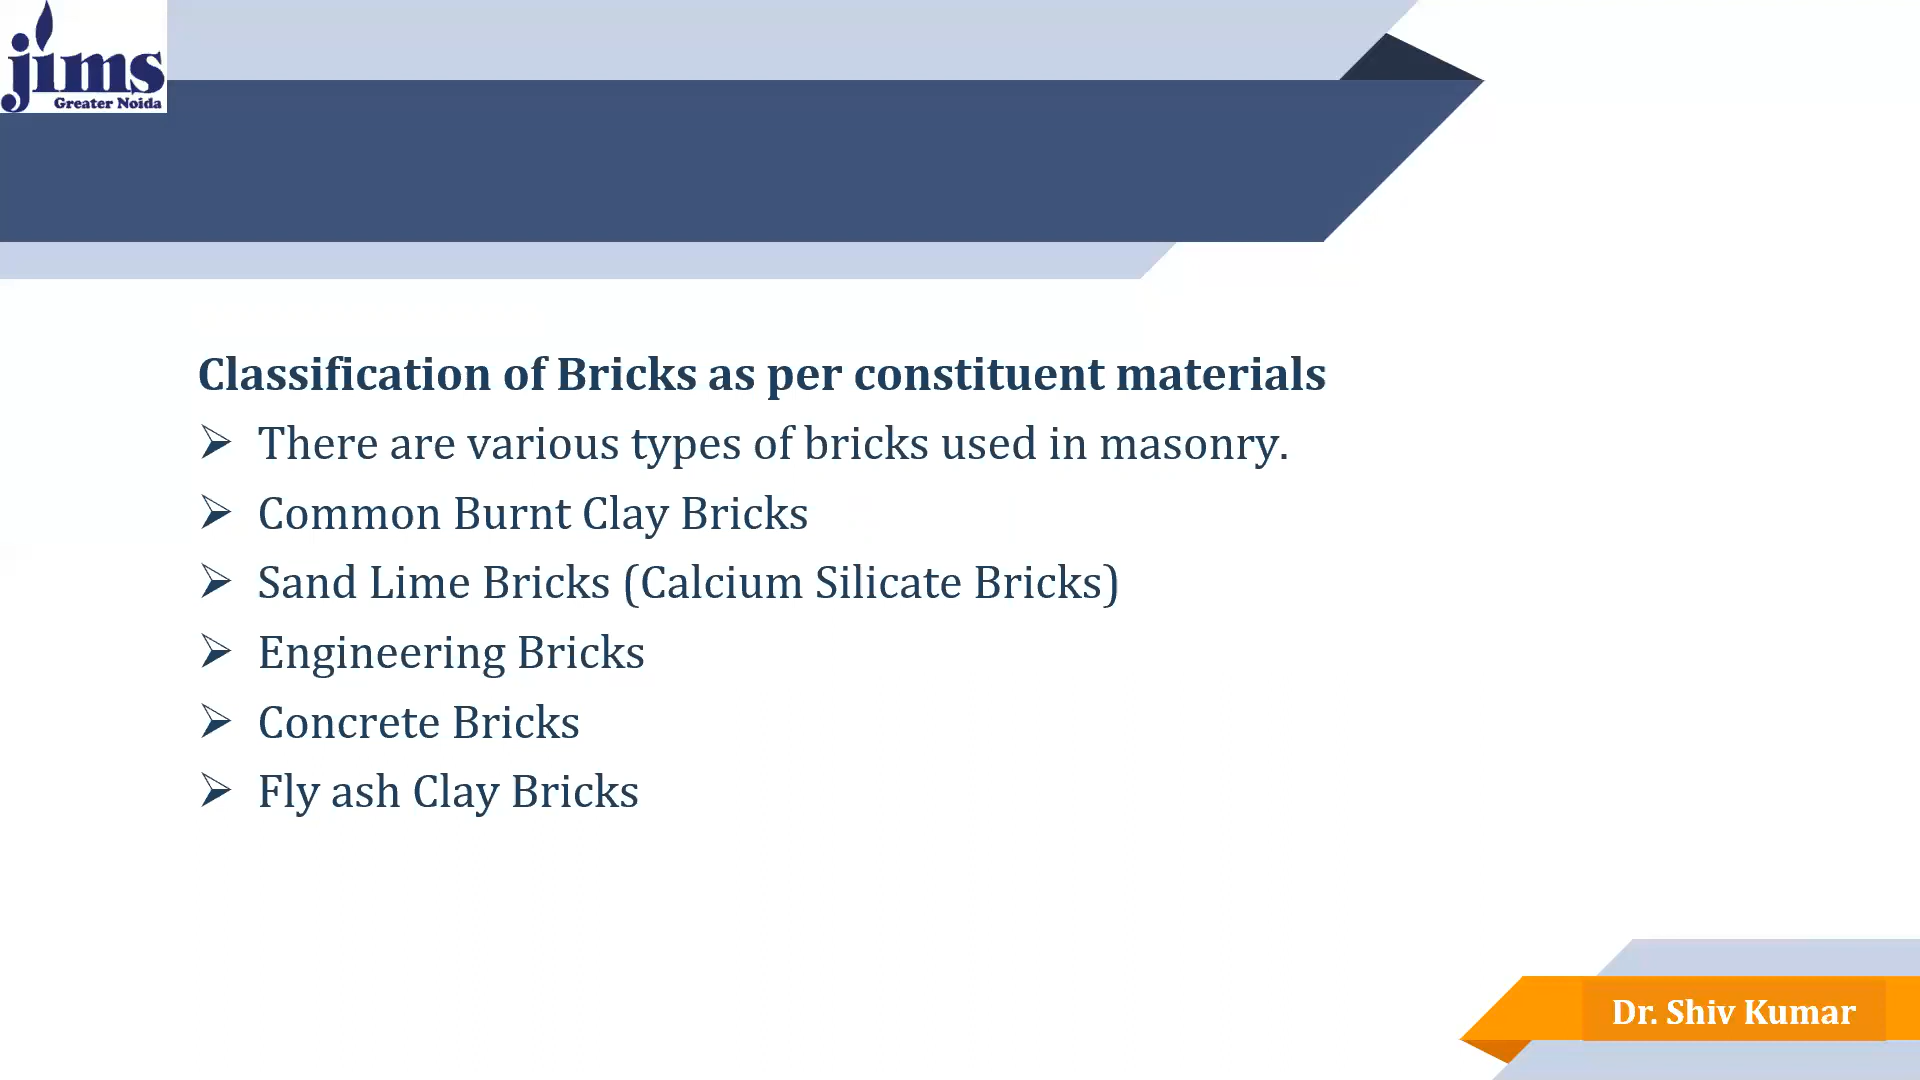 jims
Greater Noida
Classification of Bricks as per constituent materials
➢ There are various types of bricks used in masonry.
➢ Common Burnt Clay Bricks
➢ Sand Lime Bricks (Calcium Silicate Bricks)
➢ Engineering Bricks
➢ Concrete Bricks
➢ Fly ash Clay Bricks
Dr. Shiv Kumar